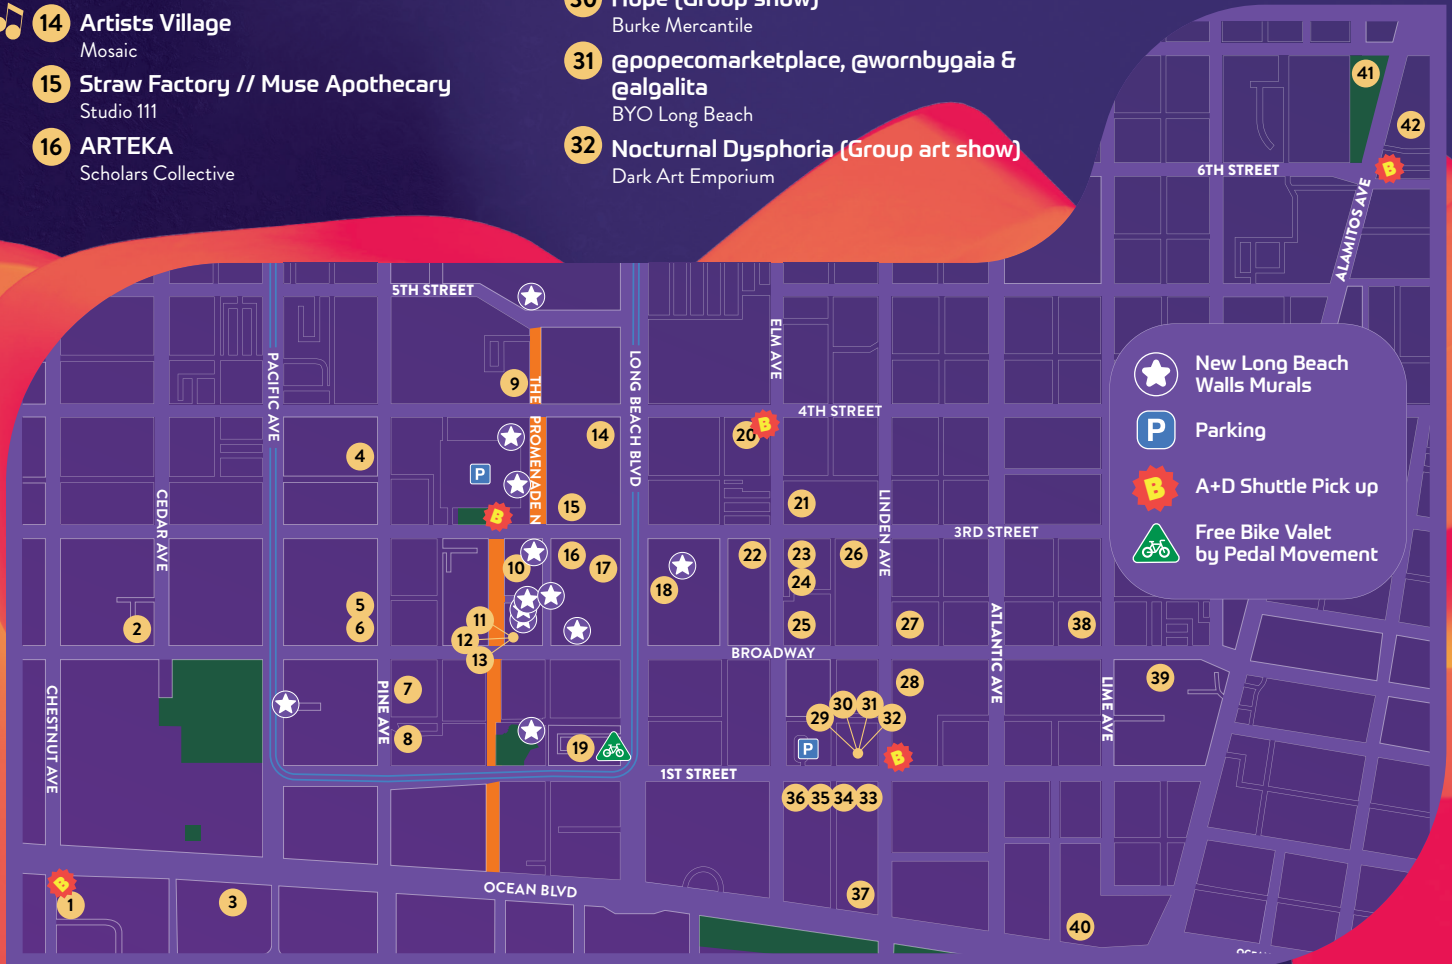 14 Artists Village
Mosaic
15 Straw Factory // Muse Apothecary
Studio 111
16 ARTEKA
Scholars Collective
30 Hope (Group show)
Burke Mercantile
31 @popecomarketplace, @wornbygaia &
@algalita
BYO Long Beach
32 Nocturnal Dysphoria (Group art show)
Dark Art Emporium
41
42
B
6TH STREET
ALAMITOS AVE
5TH STREET
PACIFIC AVE
LONG BEACH BLVD
ELM AVE
THE PROMENADE N
9
4TH STREET
New Long Beach
Walls Murals
P Parking
B A+D Shuttle Pick up
Free Bike Valet
by Pedal Movement
4
14
20
B
P
B
15
21
CEDAR AVE
LINDEN AVE
3RD STREET
10
16
17
18
22
23
24
25
26
2
5
6
11
12
13
27
ATLANTIC AVE
38
BROADWAY
CHESTNUT AVE
PINE AVE
7
8
19
28
29
30
31
32
P
B
LIME AVE
39
1ST STREET
36
35
34
33
B
1
3
OCEAN BLVD
37
40